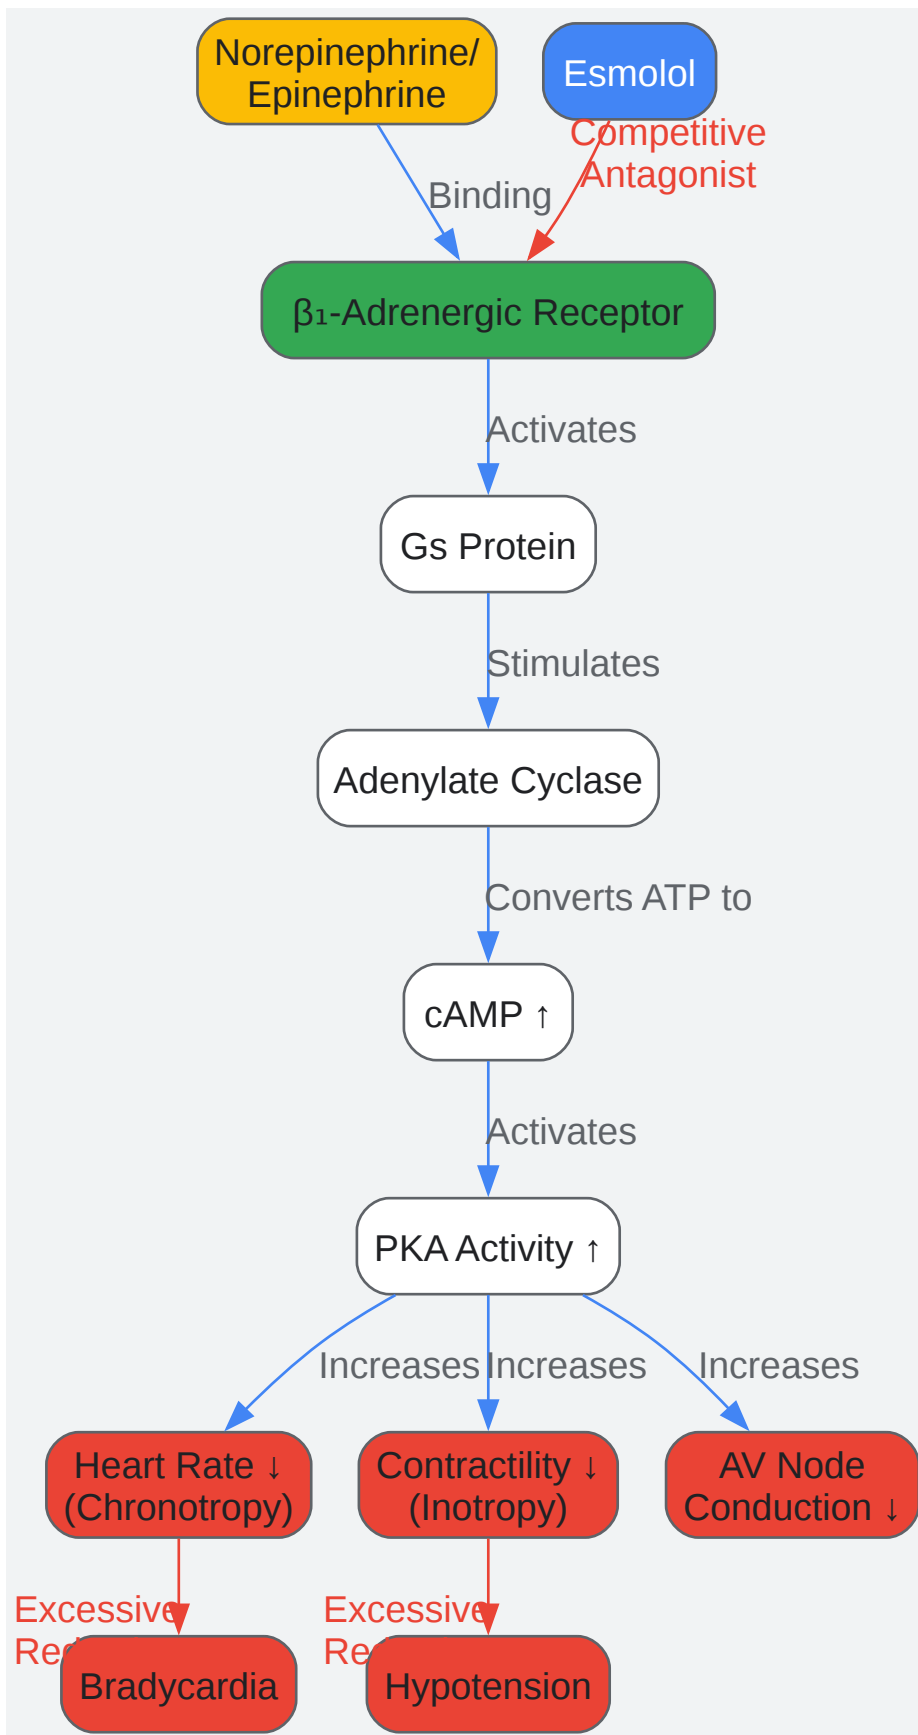 Norepinephrine/
Epinephrine
Esmolol
Competitive
Antagonist
Binding
β₁-Adrenergic Receptor
Activates
Gs Protein
Stimulates
Adenylate Cyclase
Converts ATP to
cAMP ↑
Activates
PKA Activity ↑
Increases
Increases
Increases
Heart Rate ↓
(Chronotropy)
Contractility ↓
(Inotropy)
AV Node
Conduction ↓
Excessive
Excessive
Bradycardia
Hypotension